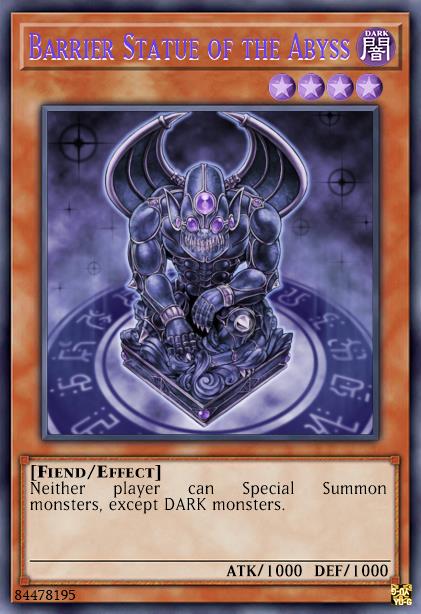 Barrier Statue of the Abyss
DARK
闇
[Fiend/Effect]
Neither player can Special Summon
monsters, except DARK monsters.
ATK/1000 DEF/1000
84478195